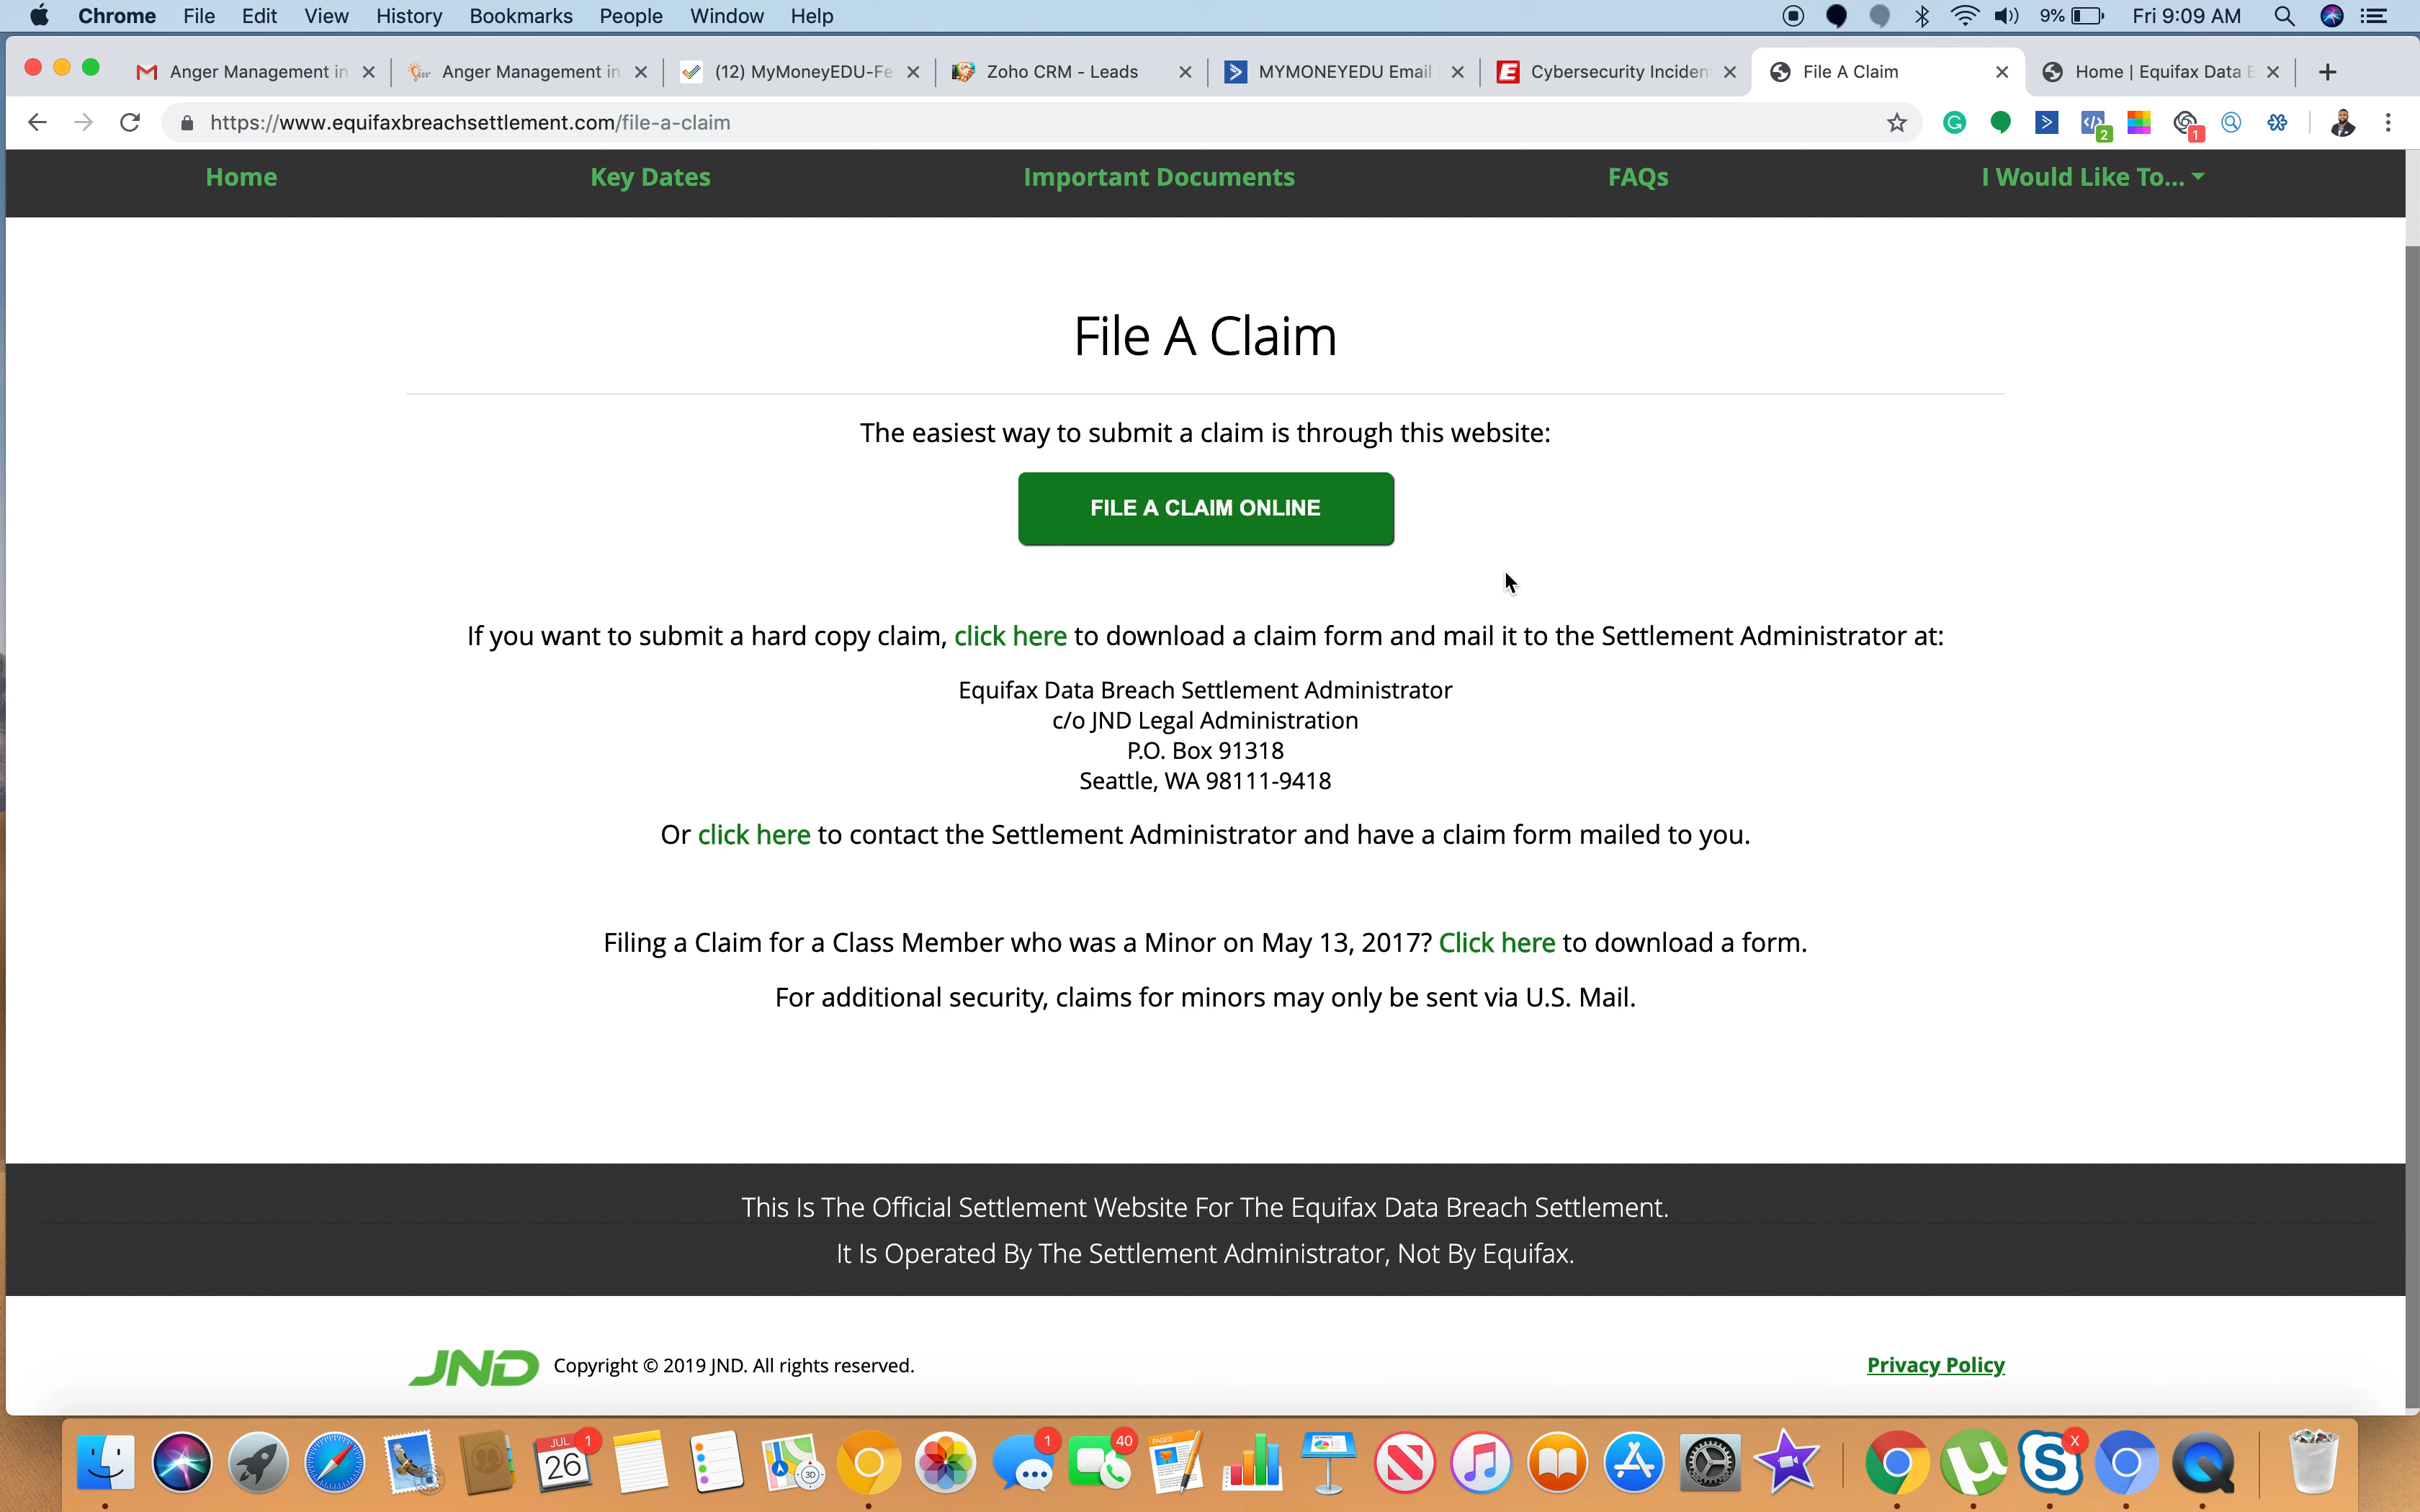 Chrome File Edit View History Bookmarks People Window Help 9% Fri 9:09 AM
Anger Management in Anger Management in (12) MyMoneyEDU-Fe Zoho CRM - Leads MYMONEYEDU Email Cybersecurity Inciden File A Claim Home | Equifax Data
https://www.equifaxbreachsettlement.com/file-a-claim 2 1
Home Key Dates Important Documents FAQs I Would Like To...
File A Claim
The easiest way to submit a claim is through this website:
FILE A CLAIM ONLINE
If you want to submit a hard copy claim, click here to download a claim form and mail it to the Settlement Administrator at:
Equifax Data Breach Settlement Administrator
c/o JND Legal Administration
P.O. Box 91318
Seattle, WA 98111-9418
Or click here to contact the Settlement Administrator and have a claim form mailed to you.
Filing a Claim for a Class Member who was a Minor on May 13, 2017? Click here to download a form.
For additional security, claims for minors may only be sent via U.S. Mail.
This Is The Official Settlement Website For The Equifax Data Breach Settlement.
It Is Operated By The Settlement Administrator, Not By Equifax.
JND Copyright © 2019 JND. All rights reserved. Privacy Policy
JUL 1 1 40 PAGES X
26 3D